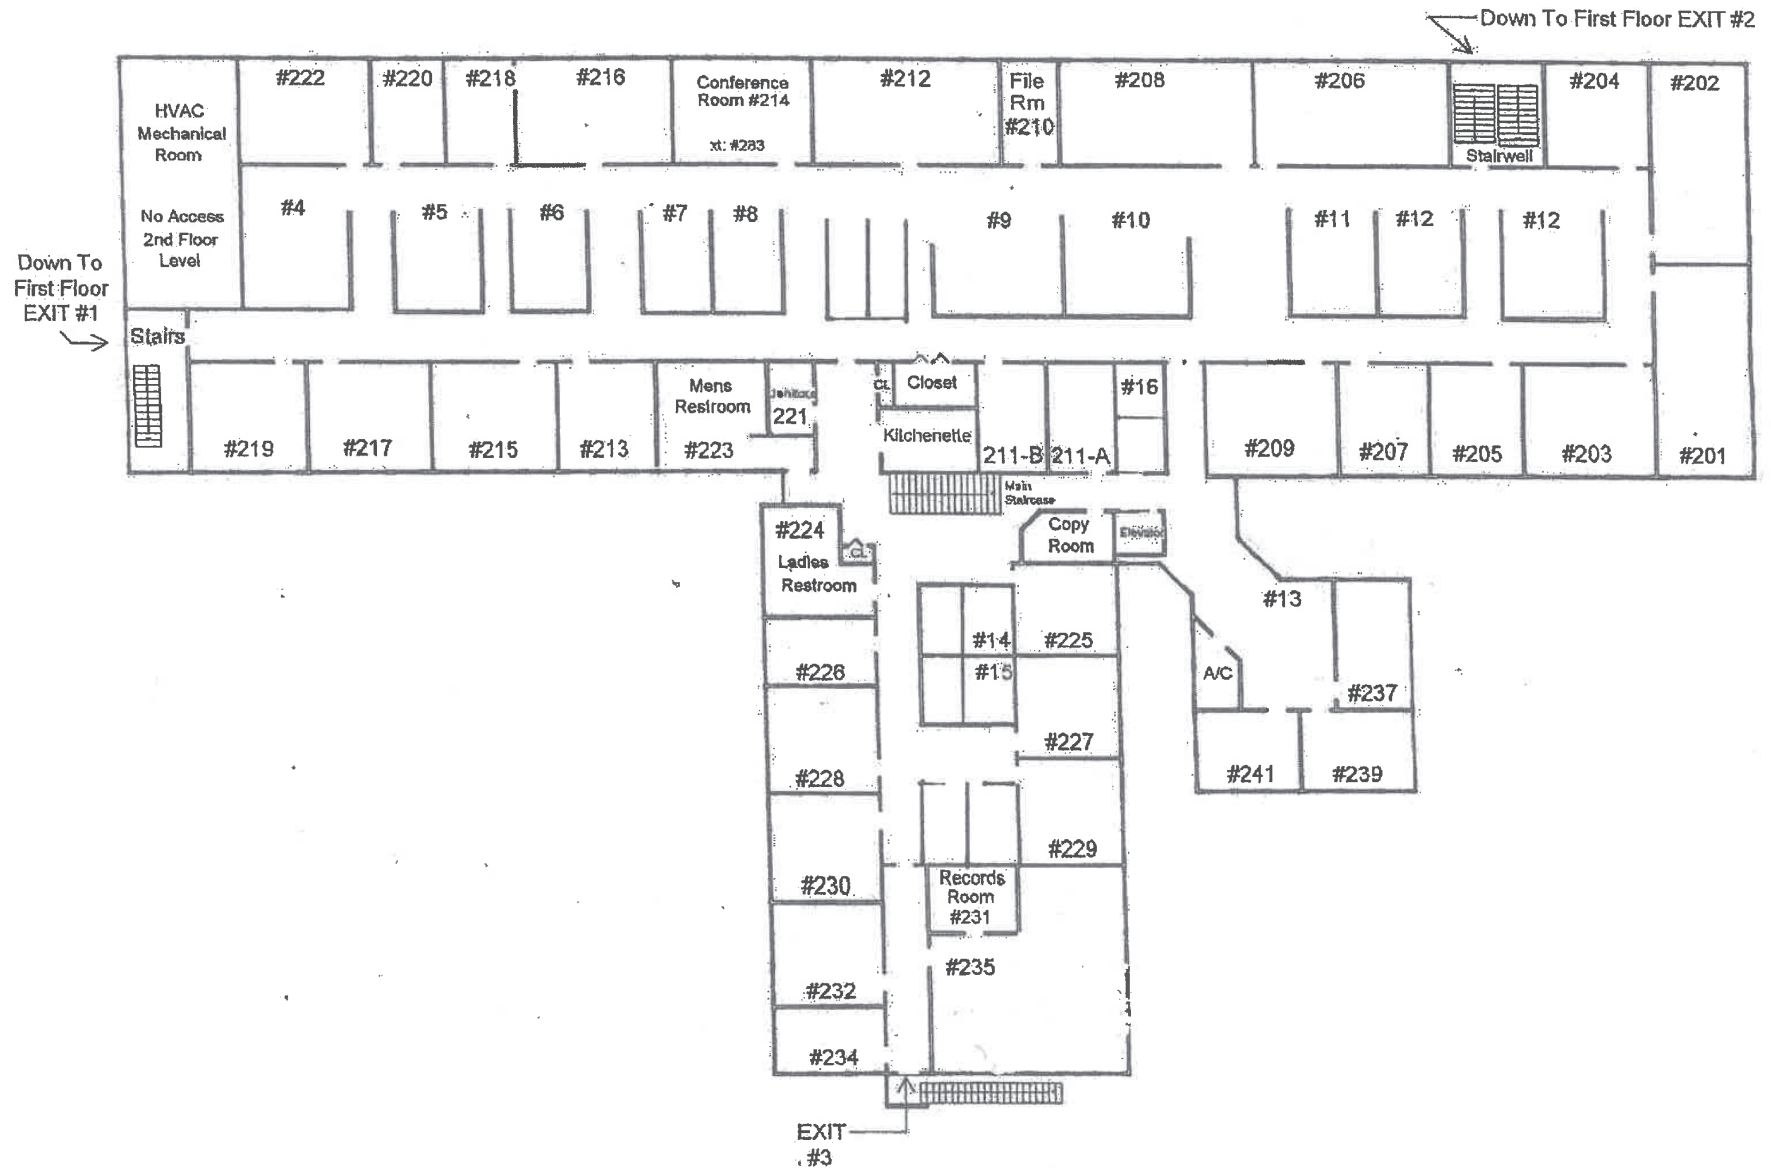 Down To First Floor EXIT #2
#222
#220
#218
#216
Conference
Room #214
xt: #283
#212
File
Rm
#210
#208
#206
Stairwell
#204
#202
HVAC
Mechanical
Room
No Access
2nd Floor
Level
#4
#5
#6
#7
#8
#9
#10
#11
#12
#12
Down To
First Floor
EXIT #1
Stairs
#219
#217
#215
#213
Mens
Restroom
#223
221
CL
Closet
Kitchenette
211-B
211-A
#16
#209
#207
#205
#203
#201
Main
Staircase
Copy
Room
Elevator
#224
Ladies
Restroom
CL
#13
#14
#15
#225
#226
A/C
#237
#227
#228
#241
#239
#229
#230
Records
Room
#231
#235
#232
#234
EXIT
#3